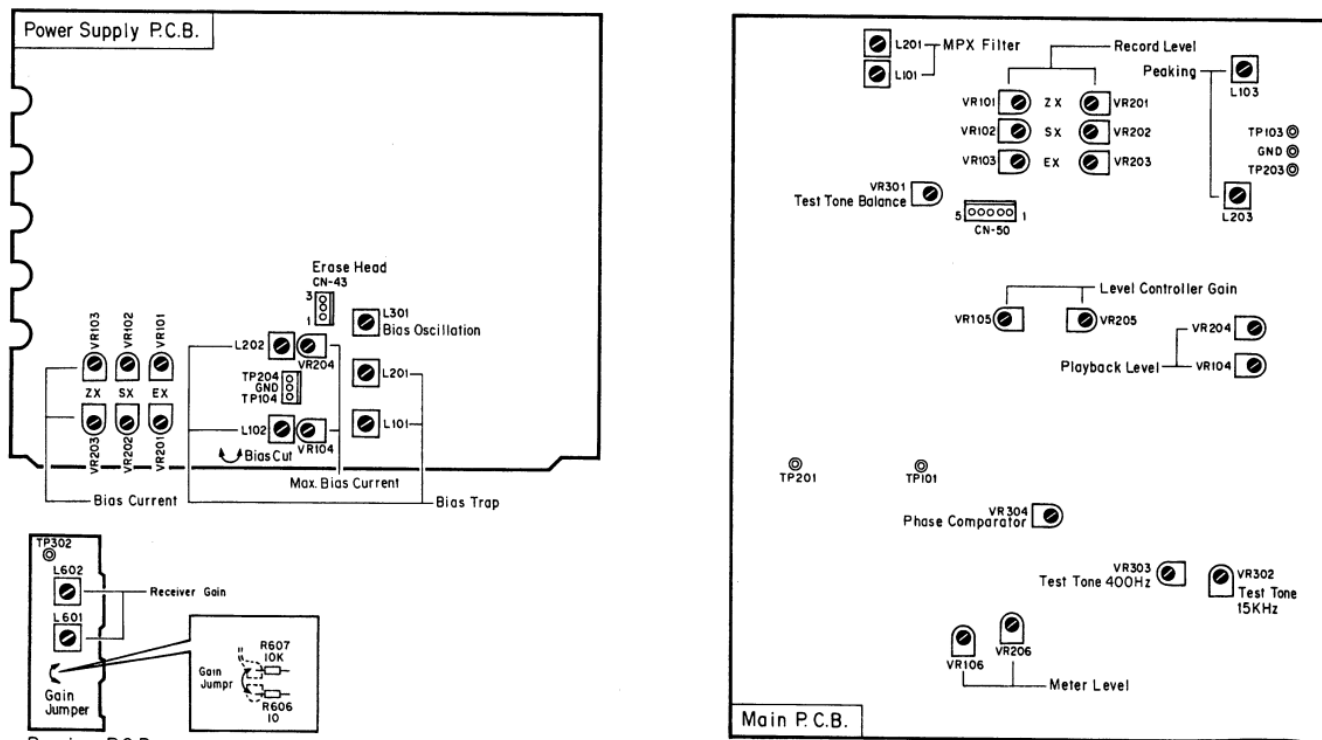 Power Supply P.C.B.
Erase Head
CN-43
3
1
L301
Bias Oscillation
VR103
VR102
VR101
L202
VR204
L201
ZX SX EX
TP204
GND
TP104
VR203
VR202
VR201
L102
VR104
L101
Bias Cut
Max. Bias Current
Bias Current
Bias Trap
TP302
L602
Receiver Gain
L601
Gain
Jumper
R607
10K
Gain
Jumpr
R606
10
L201
MPX Filter
L101
Record Level
Peaking
L103
VR101 ZX VR201
VR102 SX VR202
VR103 EX VR203
TP103
GND
TP203
VR301
Test Tone Balance
5 1
CN-50
L203
Level Controller Gain
VR105
VR205
VR204
Playback Level
VR104
TP201
TP101
VR304
Phase Comparator
VR303
Test Tone 400Hz
VR302
Test Tone
15KHz
VR106
VR206
Meter Level
Main P.C.B.